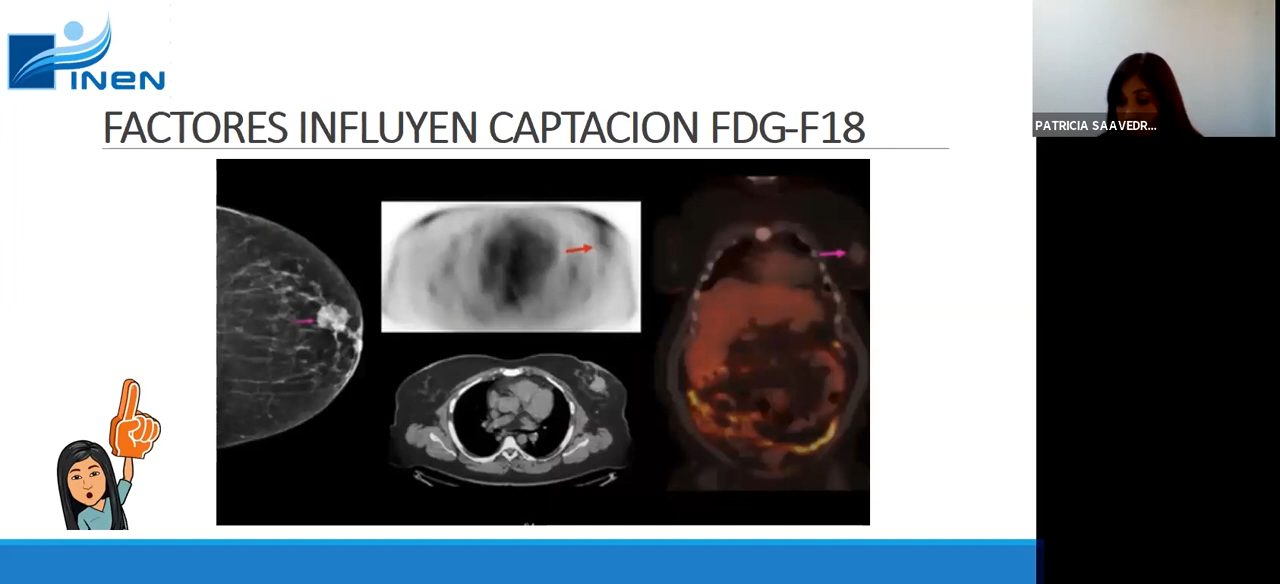 INEN
FACTORES INFLUYEN CAPTACION FDG-F18
PATRICIA SAAVEDR...